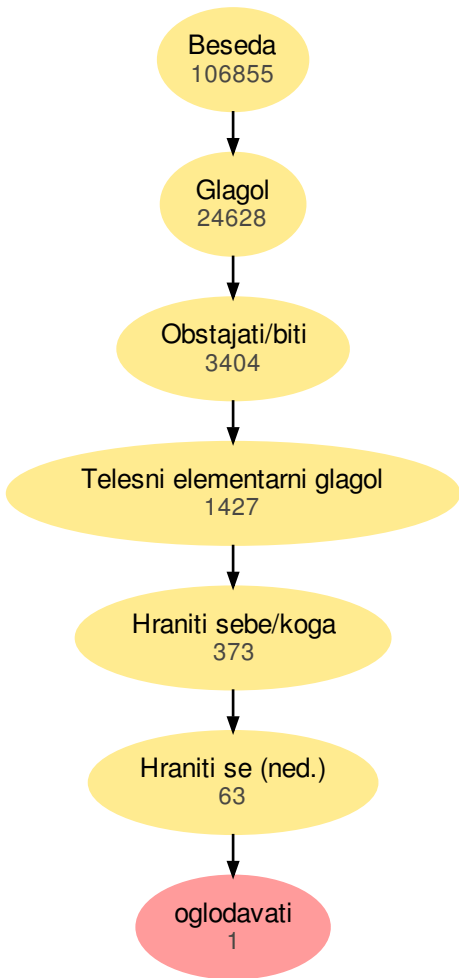 Beseda
106855
Glagol
24628
Obstajati/biti
3404
Telesni elementarni glagol
1427
Hraniti sebe/koga
373
Hraniti se (ned.)
63
oglodavati
1